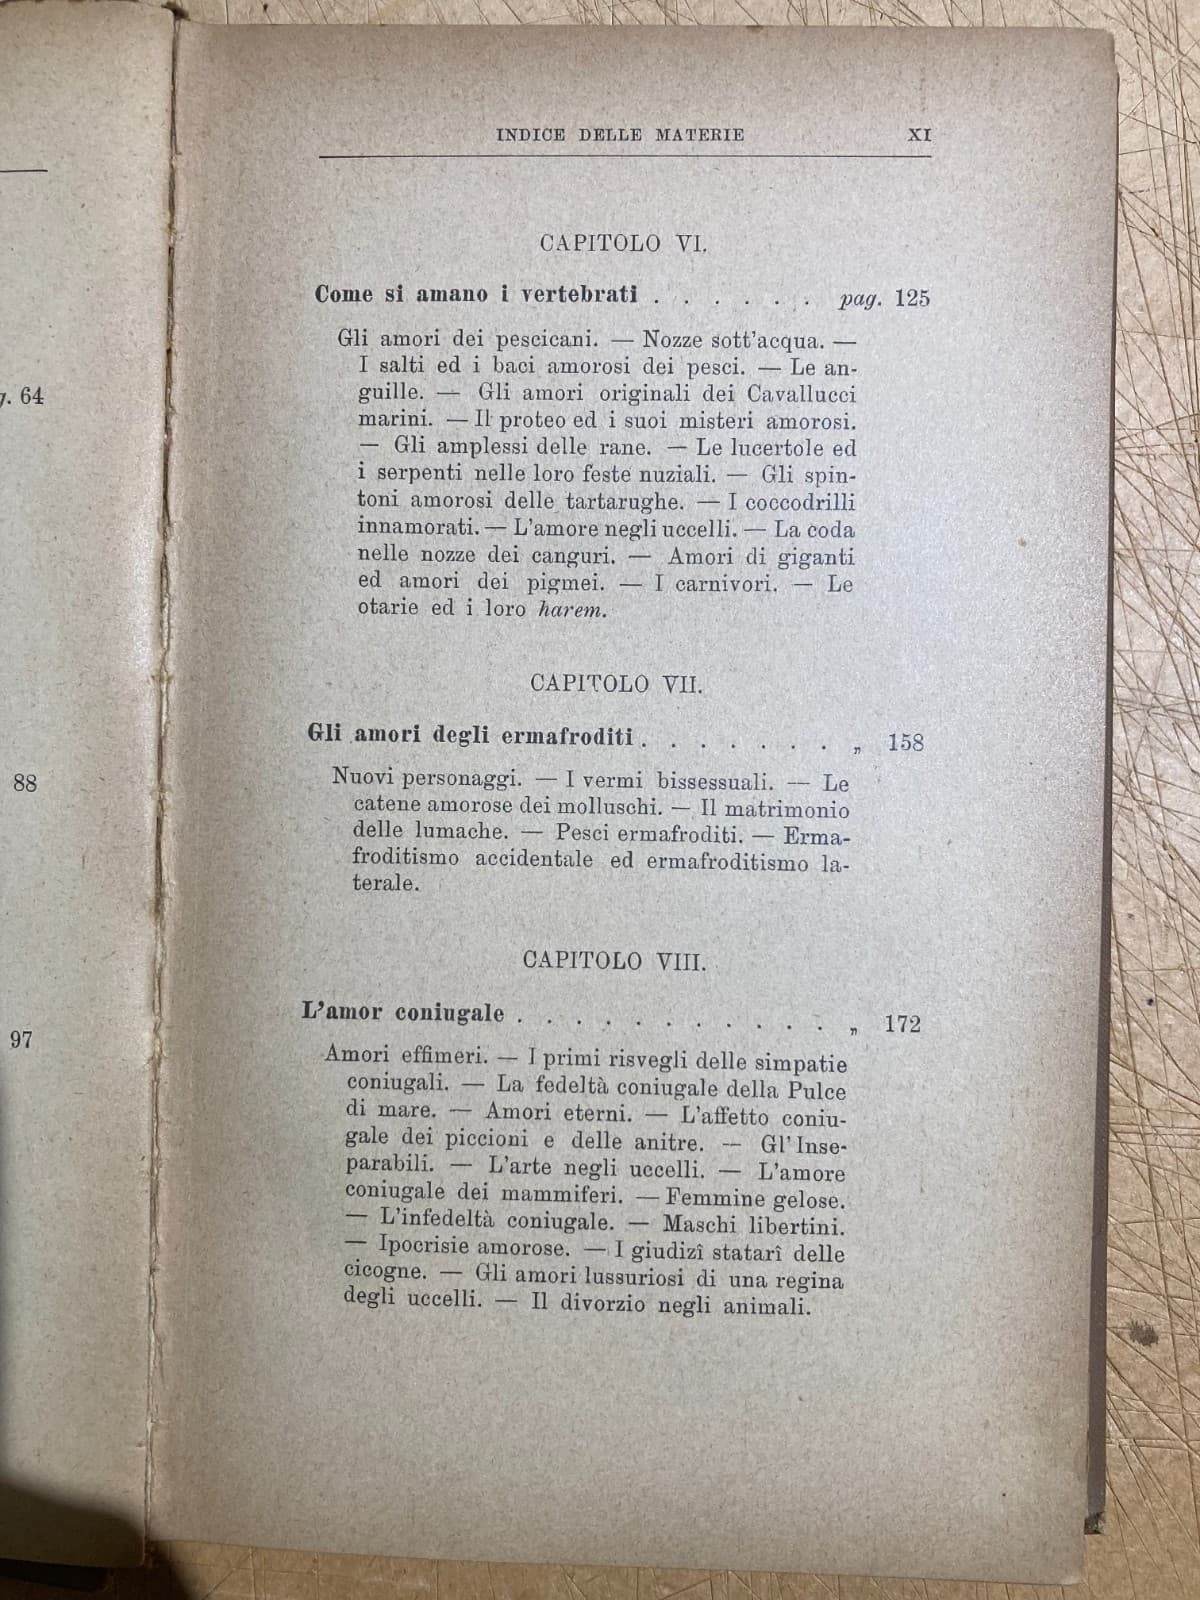 g. 64
88
97
INDICE DELLE MATERIE XI
CAPITOLO VI.
Come si amano i vertebrati . . . . . . pag. 125
Gli amori dei pescicani. — Nozze sott'acqua. —
I salti ed i baci amorosi dei pesci. — Le an-
guille. — Gli amori originali dei Cavallucci
marini. — Il proteo ed i suoi misteri amorosi.
— Gli amplessi delle rane. — Le lucertole ed
i serpenti nelle loro feste nuziali. — Gli spin-
toni amorosi delle tartarughe. — I coccodrilli
innamorati. — L'amore negli uccelli. — La coda
nelle nozze dei canguri. — Amori di giganti
ed amori dei pigmei. — I carnivori. — Le
otarie ed i loro harem.
CAPITOLO VII.
Gli amori degli ermafroditi . . . . . . . „ 158
Nuovi personaggi. — I vermi bissessuali. — Le
catene amorose dei molluschi. — Il matrimonio
delle lumache. — Pesci ermafroditi. — Erma-
froditismo accidentale ed ermafroditismo la-
terale.
CAPITOLO VIII.
L'amor coniugale . . . . . . . . . . . „ 172
Amori effimeri. — I primi risvegli delle simpatie
coniugali. — La fedeltà coniugale della Pulce
di mare. — Amori eterni. — L'affetto coniu-
gale dei piccioni e delle anitre. — Gl'Inse-
parabili. — L'arte negli uccelli. — L'amore
coniugale dei mammiferi. — Femmine gelose.
— L'infedeltà coniugale. — Maschi libertini.
— Ipocrisie amorose. — I giudizî statarî delle
cicogne. — Gli amori lussuriosi di una regina
degli uccelli. — Il divorzio negli animali.